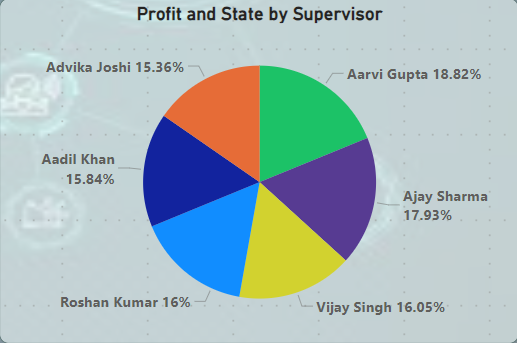 Profit and State by Supervisor
Advika Joshi 15.36%
Aarvi Gupta 18.82%
Aadil Khan
15.84%
Ajay Sharma
17.93%
Roshan Kumar 16%
Vijay Singh 16.05%